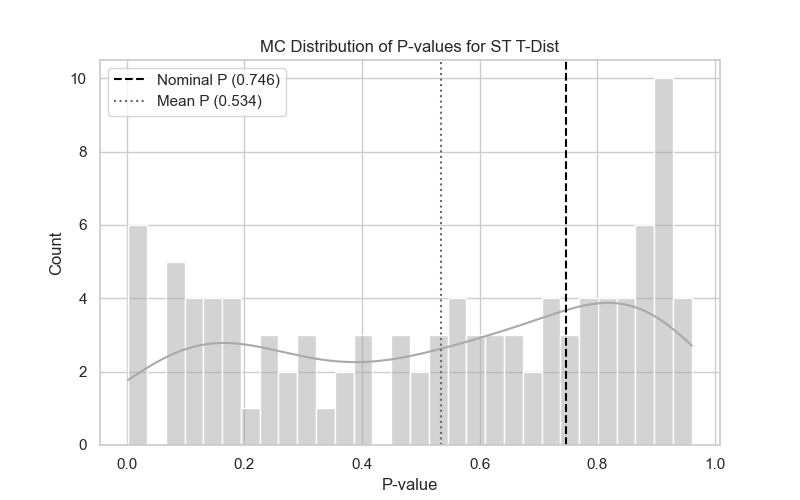 MC Distribution of P-values for ST T-Dist
Nominal P (0.746)
Mean P (0.534)
10
8
6
4
2
0
Count
0.0 0.2 0.4 0.6 0.8 1.0
P-value